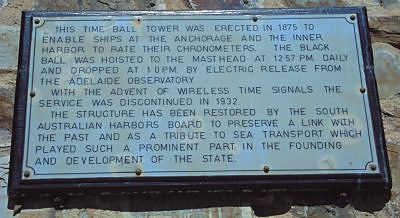 THIS TIME BALL TOWER WAS ERECTED IN 1875 TO
ENABLE SHIPS AT THE ANCHORAGE AND THE INNER
HARBOR TO RATE THEIR CHRONOMETERS. THE BLACK
BALL WAS HOISTED TO THE MASTHEAD AT 12·57 P.M. DAILY
AND DROPPED AT 1·0 P.M. BY ELECTRIC RELEASE FROM
THE ADELAIDE OBSERVATORY.
WITH THE ADVENT OF WIRELESS TIME SIGNALS THE
SERVICE WAS DISCONTINUED IN 1932.
THE STRUCTURE HAS BEEN RESTORED BY THE SOUTH
AUSTRALIAN HARBORS BOARD TO PRESERVE A LINK WITH
THE PAST AND AS A TRIBUTE TO SEA TRANSPORT WHICH
PLAYED SUCH A PROMINENT PART IN THE FOUNDING
AND DEVELOPMENT OF THE STATE.